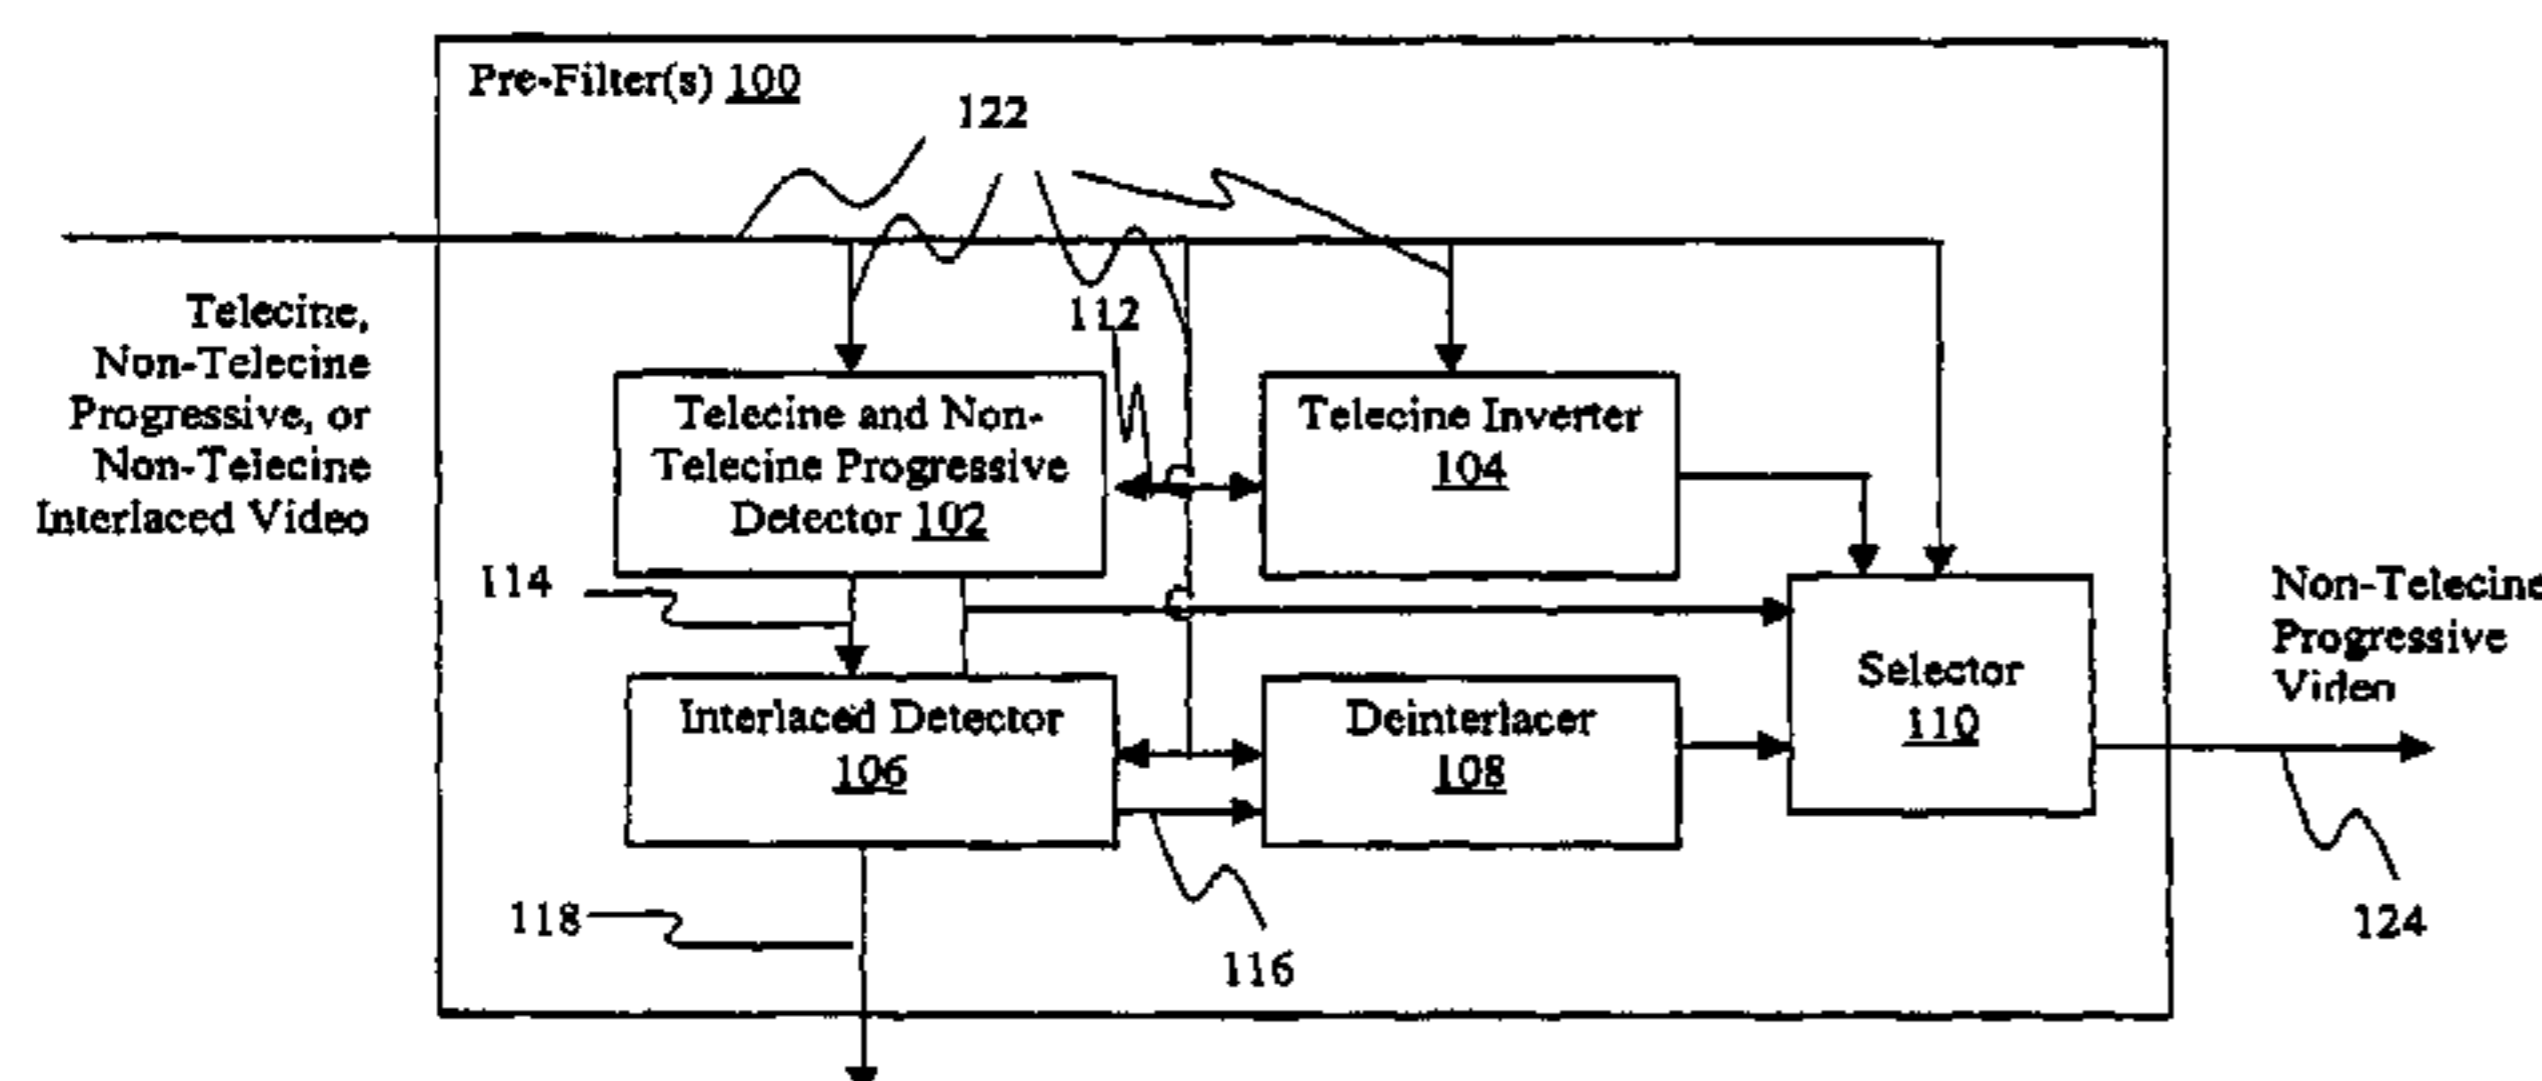 Pre-Filter(s) 100
122
Telecine,
Non-Telecine
Progressive, or
Non-Telecine
Interlaced Video
112
Telecine and Non-
Telecine Progressive
Detector 102
Telecine Inverter
104
114
Interlaced Detector
106
Deinterlacer
108
Selector
110
Non-Telecine
Progressive
Video
118
116
124